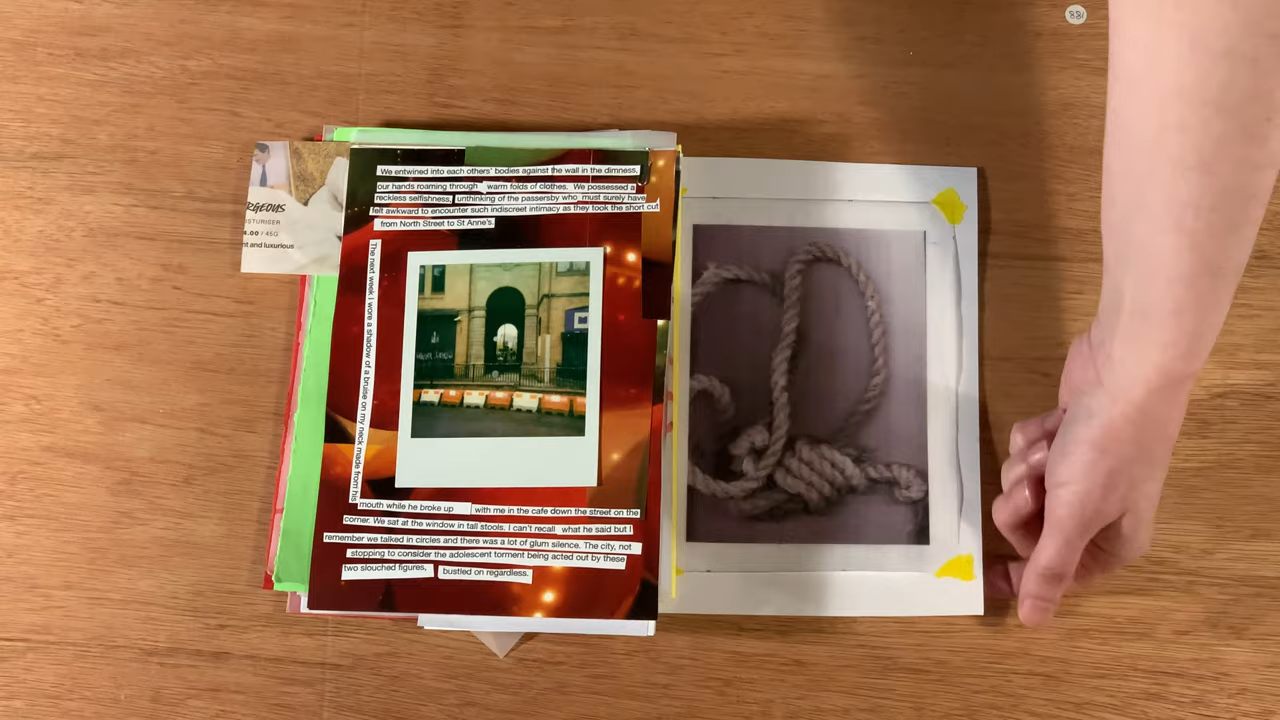 We entwined into each others' bodies against the wall in the dimness,
our hands roaming through warm folds of clothes. We possessed a
reckless selfishness, unthinking of the passersby who must surely have
felt awkward to encounter such indiscreet intimacy as they took the short cut
from North Street to St Anne's.
The next week I wore a shadow of a bruise on my neck made from his
mouth while he broke up with me in the cafe down the street on the
corner. We sat at the window in tall stools. I can't recall what he said but I
remember we talked in circles and there was a lot of glum silence. The city, not
stopping to consider the adolescent torment being acted out by these
two slouched figures, bustled on regardless.
RGEOUS
STURISER
/ 45G
nt and luxurious